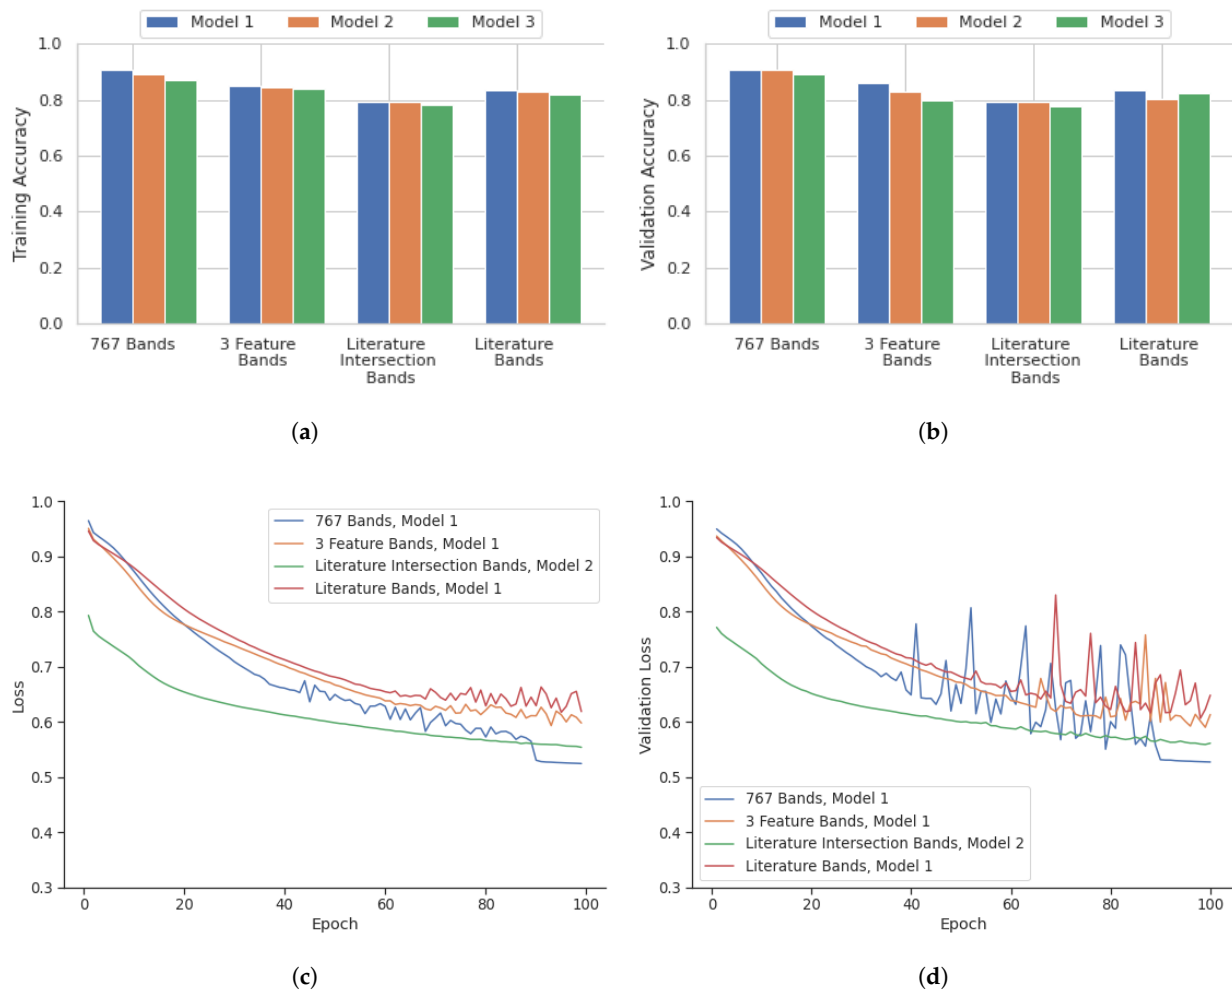 Model 1 Model 2 Model 3
1.0
0.8
0.6
0.4
0.2
0.0
Training Accuracy
767 Bands
3 Feature
Bands
Literature
Intersection
Bands
Literature
Bands
(a)
Model 1 Model 2 Model 3
1.0
0.8
0.6
0.4
0.2
0.0
Validation Accuracy
767 Bands
3 Feature
Bands
Literature
Intersection
Bands
Literature
Bands
(b)
1.0
0.9
0.8
0.7
0.6
0.5
0.4
0.3
Loss
767 Bands, Model 1
3 Feature Bands, Model 1
Literature Intersection Bands, Model 2
Literature Bands, Model 1
0 20 40 60 80 100
Epoch
(c)
1.0
0.9
0.8
0.7
0.6
0.5
0.4
0.3
Validation Loss
767 Bands, Model 1
3 Feature Bands, Model 1
Literature Intersection Bands, Model 2
Literature Bands, Model 1
0 20 40 60 80 100
Epoch
(d)